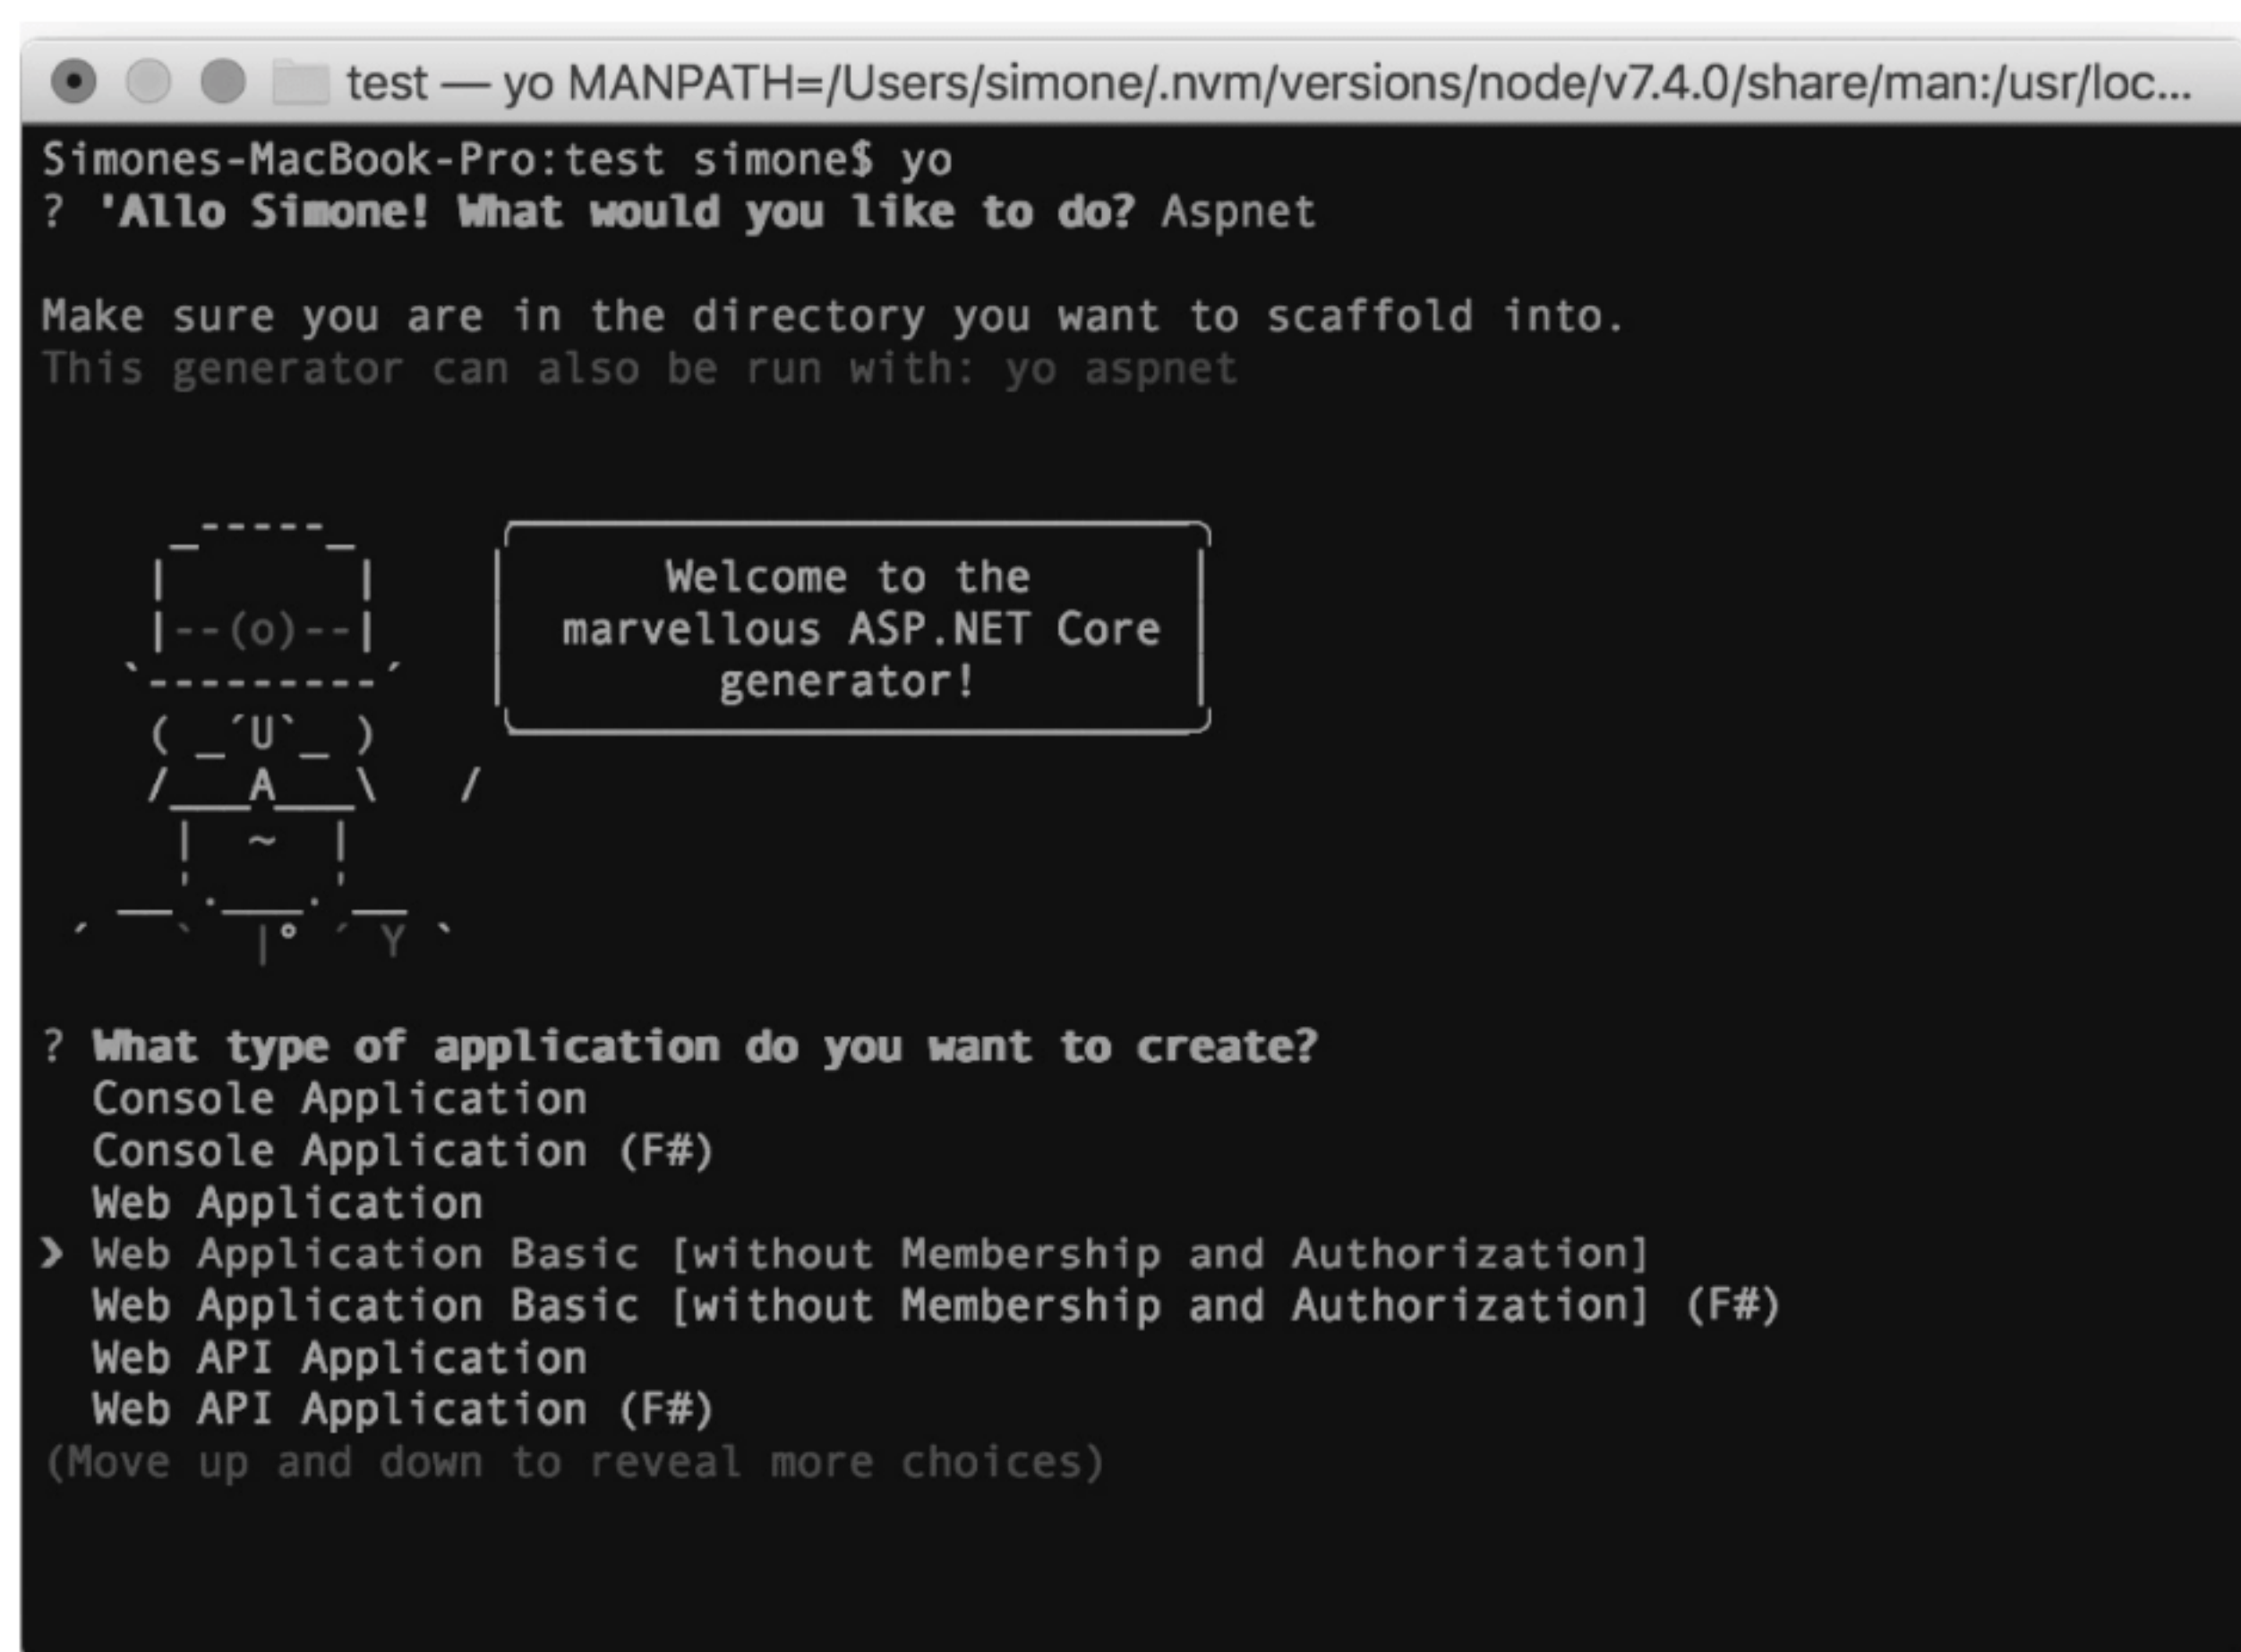 test — yo MANPATH=/Users/simone/.nvm/versions/node/v7.4.0/share/man:/usr/loc...
Simones-MacBook-Pro:test simone$ yo
? 'Allo Simone! What would you like to do? Aspnet
Make sure you are in the directory you want to scaffold into.
This generator can also be run with: yo aspnet
Welcome to the
marvellous ASP.NET Core
generator!
? What type of application do you want to create?
Console Application
Console Application (F#)
Web Application
❯ Web Application Basic [without Membership and Authorization]
Web Application Basic [without Membership and Authorization] (F#)
Web API Application
Web API Application (F#)
(Move up and down to reveal more choices)